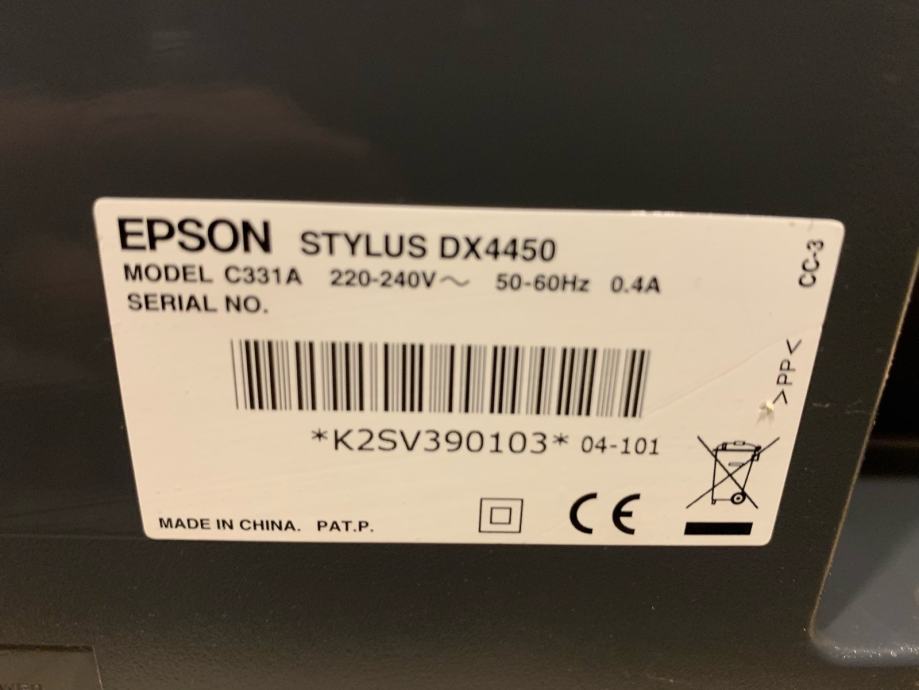 EPSON STYLUS DX4450
MODEL C331A 220-240V～ 50-60Hz 0.4A
SERIAL NO.
*K2SV390103* 04-101
MADE IN CHINA. PAT.P.
CE
CC-3
>PP<